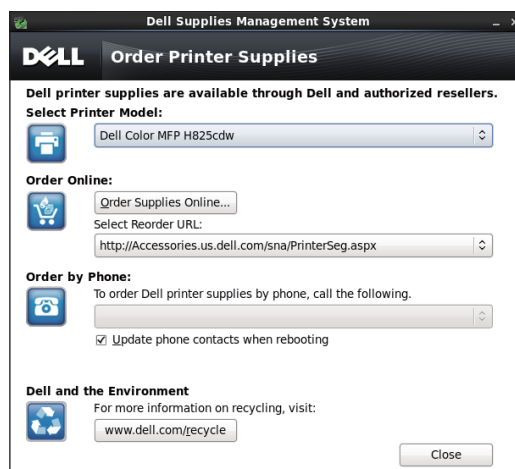 Dell Supplies Management System
DELL Order Printer Supplies
Dell printer supplies are available through Dell and authorized resellers.
Select Printer Model:
Dell Color MFP H825cdw
Order Online:
Order Supplies Online...
Select Reorder URL:
http://Accessories.us.dell.com/sna/PrinterSeg.aspx
Order by Phone:
To order Dell printer supplies by phone, call the following.
Update phone contacts when rebooting
Dell and the Environment
For more information on recycling, visit:
www.dell.com/recycle
Close